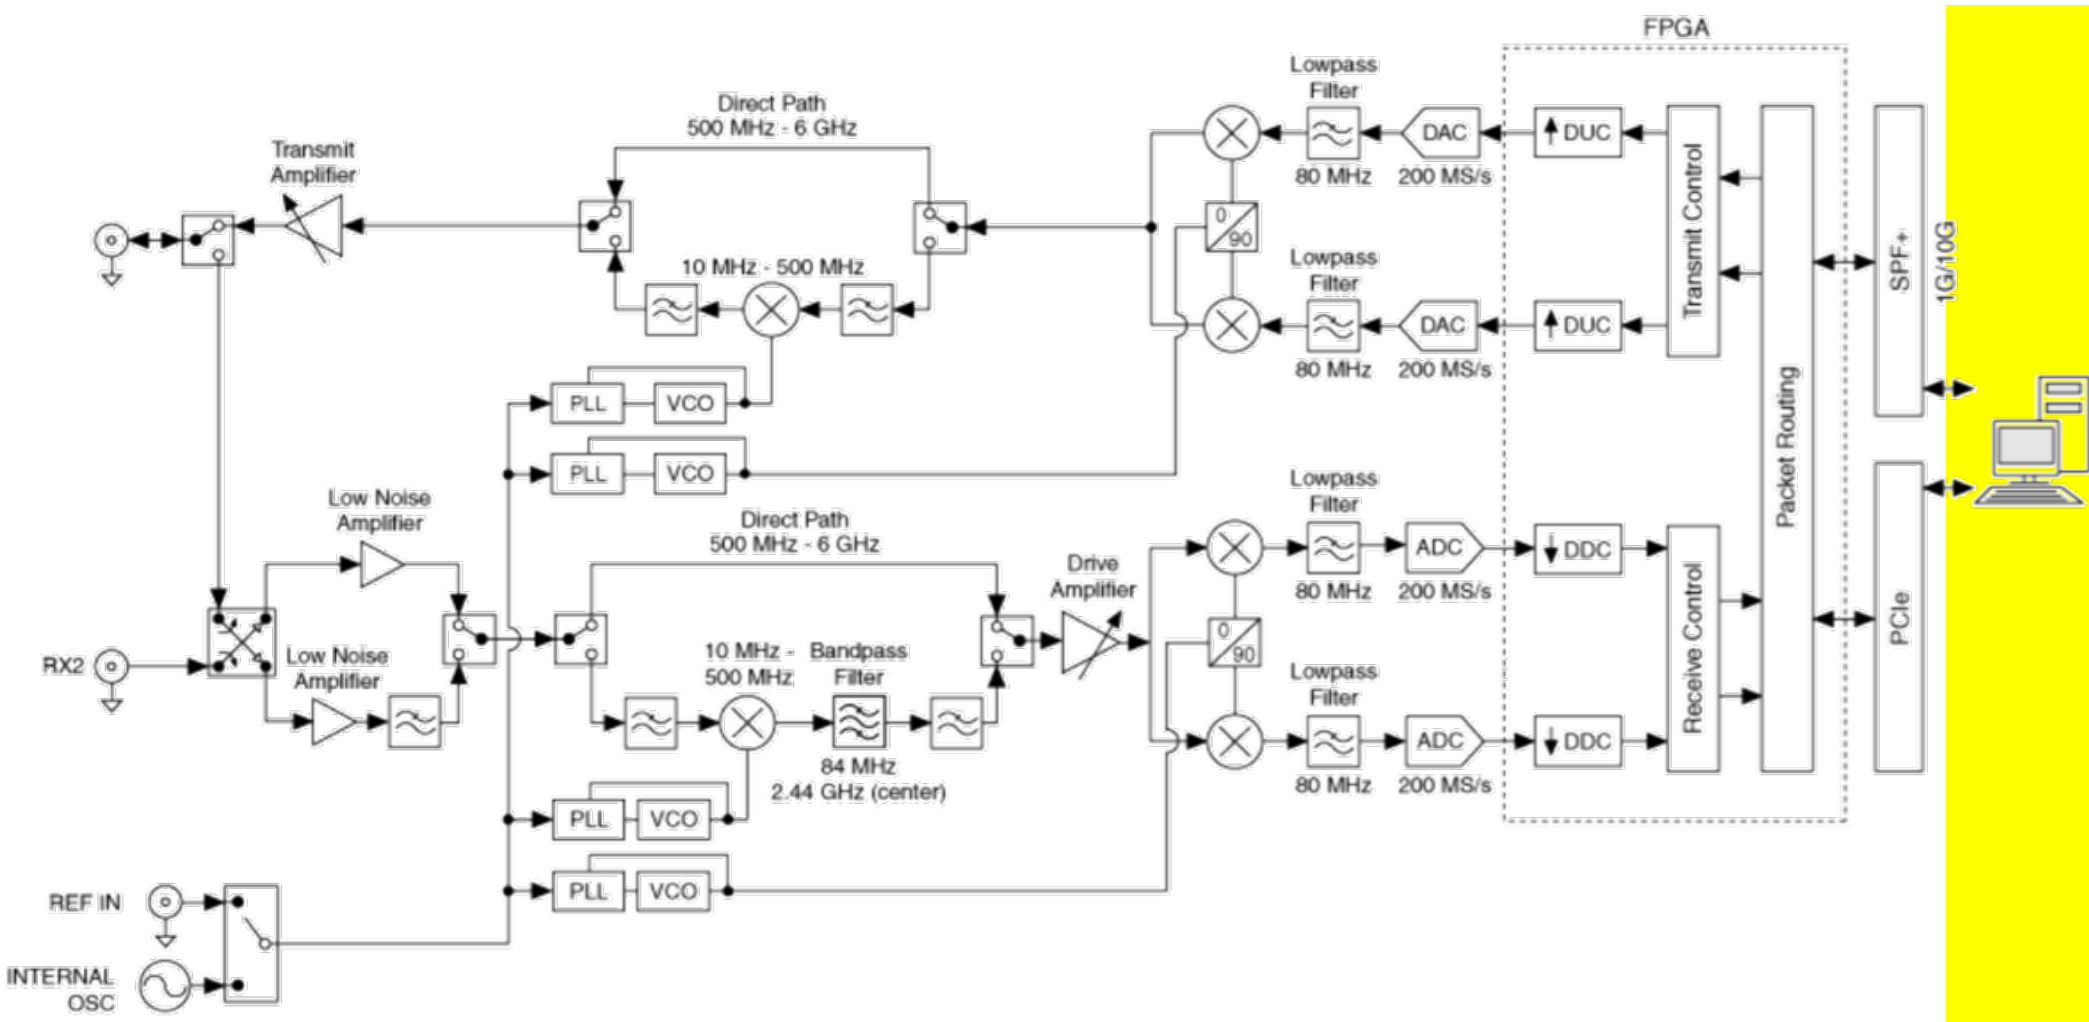 FPGA
Lowpass
Filter
Direct Path
500 MHz - 6 GHz
DAC
DUC
Transmit
Amplifier
80 MHz
200 MS/s
Transmit Control
0
90
SPF+
1G/10G
10 MHz - 500 MHz
Lowpass
Filter
DAC
DUC
80 MHz
200 MS/s
PLL
VCO
Packet Routing
PLL
VCO
Low Noise
Amplifier
Direct Path
500 MHz - 6 GHz
Lowpass
Filter
ADC
DDC
Drive
Amplifier
80 MHz
200 MS/s
Receive Control
PCIe
0
90
RX2
Low Noise
Amplifier
10 MHz -
500 MHz
Bandpass
Filter
Lowpass
Filter
ADC
DDC
84 MHz
2.44 GHz (center)
80 MHz
200 MS/s
PLL
VCO
PLL
VCO
REF IN
INTERNAL
OSC